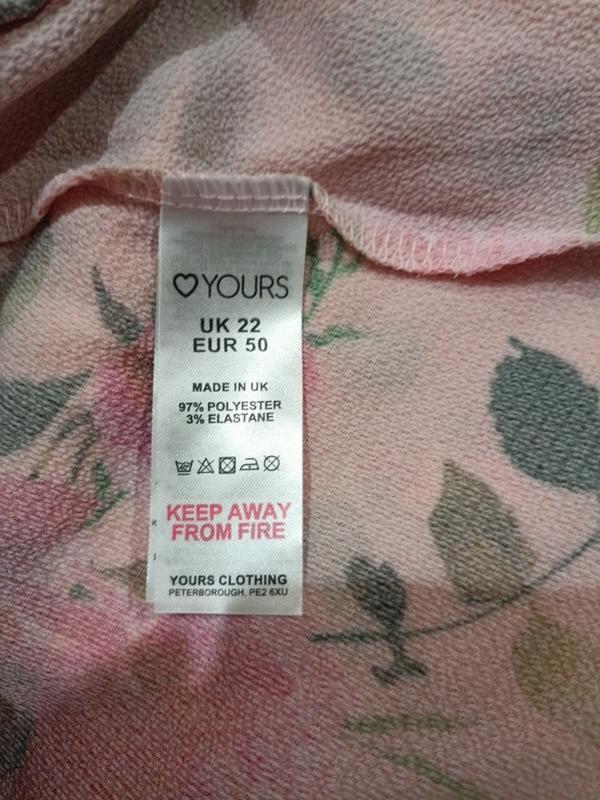 ♡YOURS
UK 22
EUR 50
MADE IN UK
97% POLYESTER
3% ELASTANE
KEEP AWAY
FROM FIRE
YOURS CLOTHING
PETERBOROUGH, PE2 6XU